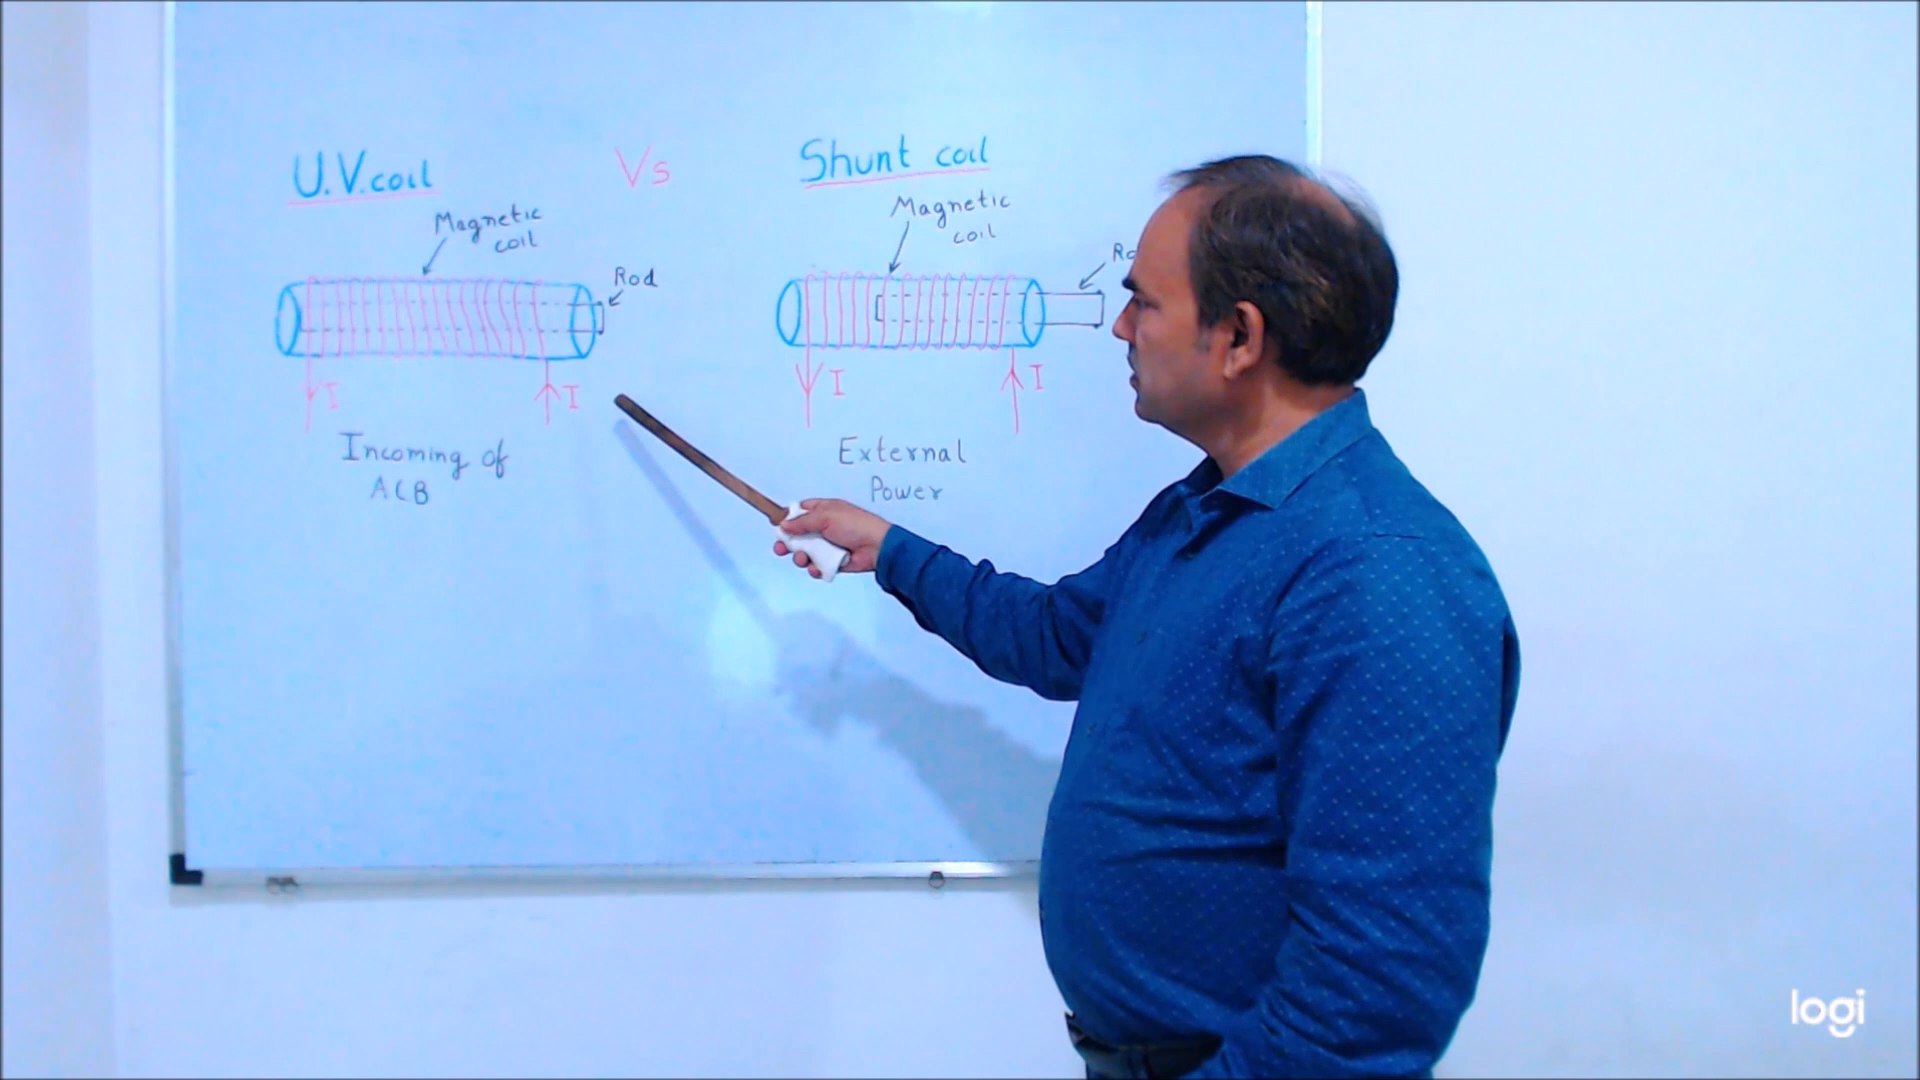 U.V. coil
Vs
Shunt coil
Magnetic
coil
Rod
I
I
Incoming of
ACB
Magnetic
coil
I
I
External
Power
logi